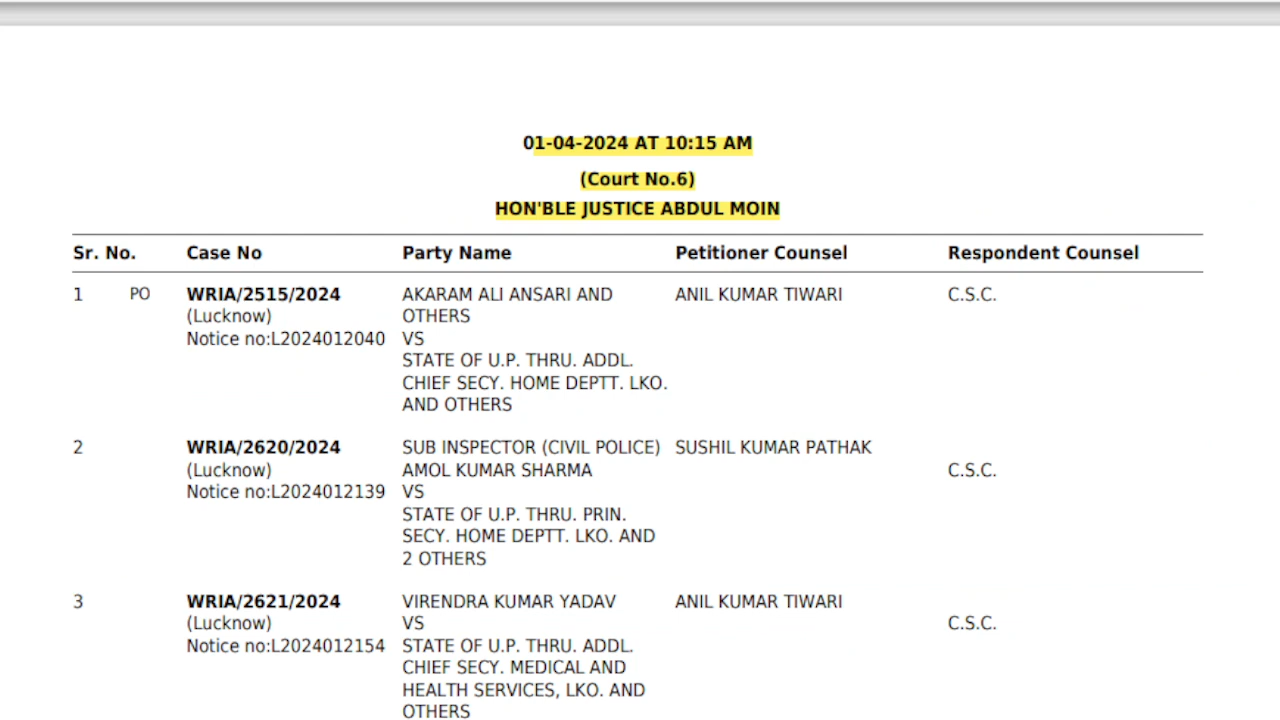 01-04-2024 AT 10:15 AM
(Court No.6)
HON'BLE JUSTICE ABDUL MOIN
Sr. No. Case No Party Name Petitioner Counsel Respondent Counsel
1 PO WRIA/2515/2024 AKARAM ALI ANSARI AND ANIL KUMAR TIWARI C.S.C.
(Lucknow) OTHERS
Notice no:L2024012040 VS
STATE OF U.P. THRU. ADDL.
CHIEF SECY. HOME DEPTT. LKO.
AND OTHERS
2 WRIA/2620/2024 SUB INSPECTOR (CIVIL POLICE) SUSHIL KUMAR PATHAK
(Lucknow) AMOL KUMAR SHARMA C.S.C.
Notice no:L2024012139 VS
STATE OF U.P. THRU. PRIN.
SECY. HOME DEPTT. LKO. AND
2 OTHERS
3 WRIA/2621/2024 VIRENDRA KUMAR YADAV ANIL KUMAR TIWARI
(Lucknow) VS C.S.C.
Notice no:L2024012154 STATE OF U.P. THRU. ADDL.
CHIEF SECY. MEDICAL AND
HEALTH SERVICES, LKO. AND
OTHERS